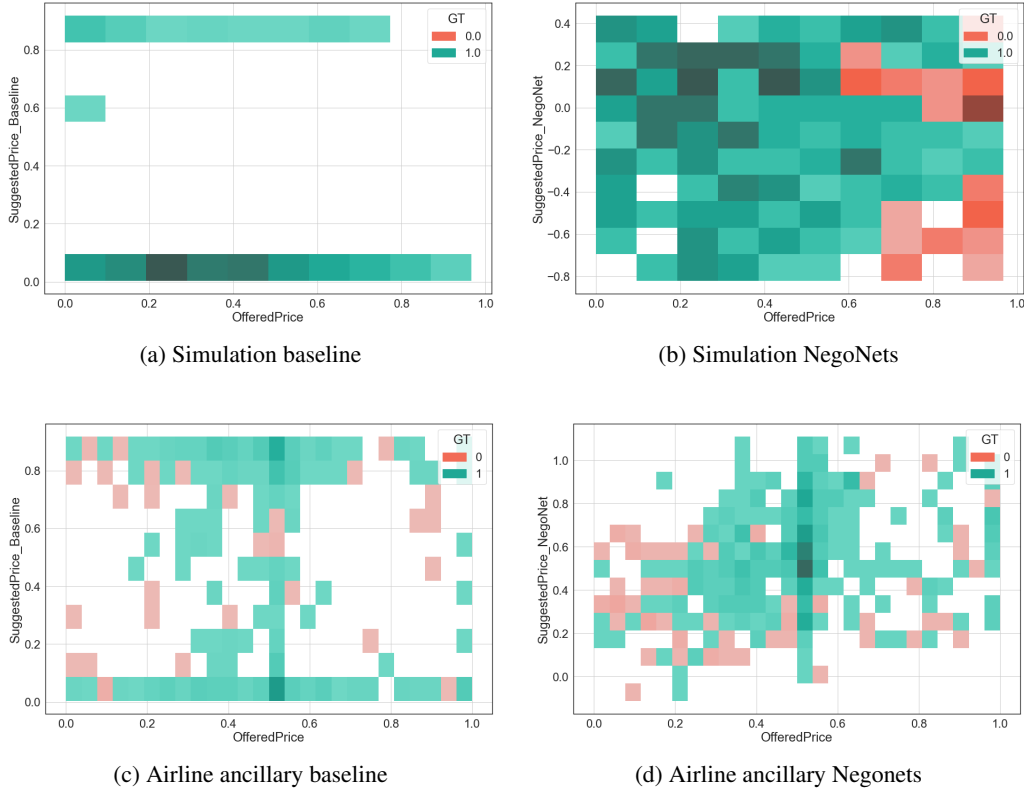 GT
0.0
1.0
0.8
0.6
0.4
0.2
0.0
SuggestedPrice_Baseline
0.0 0.2 0.4 0.6 0.8 1.0
OfferedPrice
(a) Simulation baseline
GT
0.0
1.0
0.4
0.2
0.0
−0.2
−0.4
−0.6
−0.8
SuggestedPrice_NegoNet
0.0 0.2 0.4 0.6 0.8 1.0
OfferedPrice
(b) Simulation NegoNets
GT
0
1
0.8
0.6
0.4
0.2
0.0
SuggestedPrice_Baseline
0.0 0.2 0.4 0.6 0.8 1.0
OfferedPrice
(c) Airline ancillary baseline
GT
0
1
1.0
0.8
0.6
0.4
0.2
0.0
SuggestedPrice_NegoNet
0.0 0.2 0.4 0.6 0.8 1.0
OfferedPrice
(d) Airline ancillary Negonets